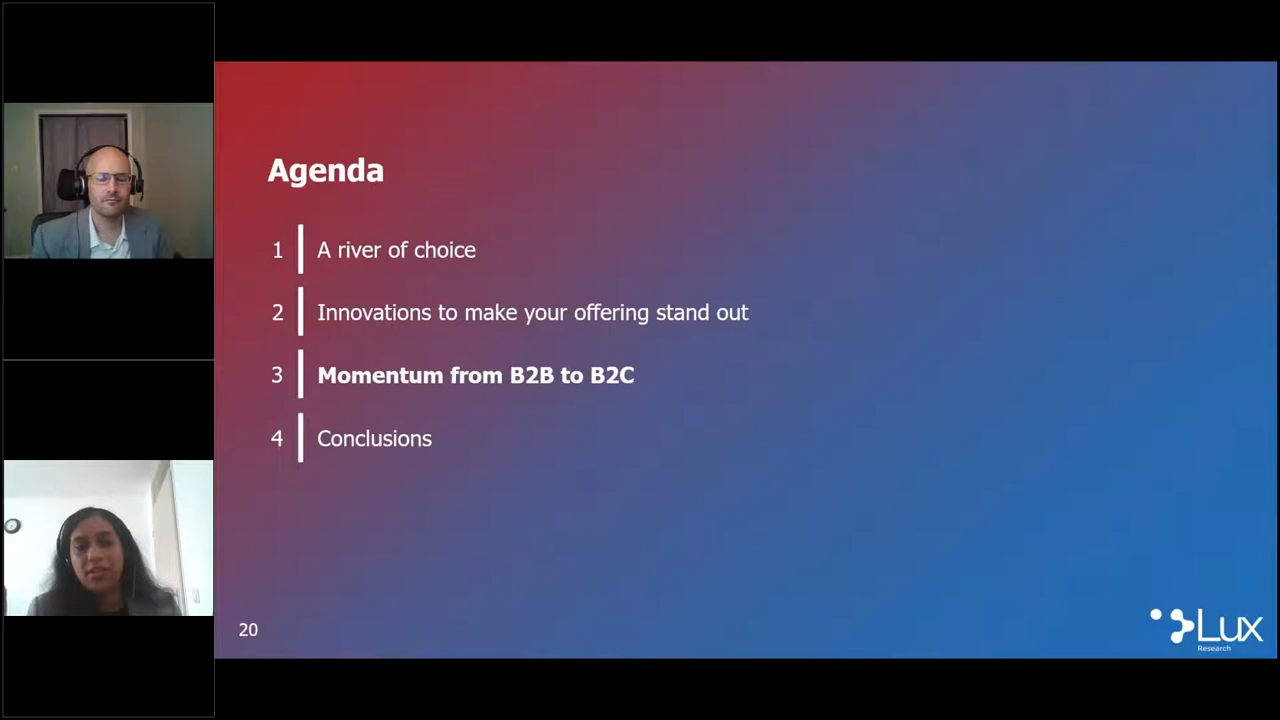 Agenda
1 A river of choice
2 Innovations to make your offering stand out
3 Momentum from B2B to B2C
4 Conclusions
20
Lux
Research